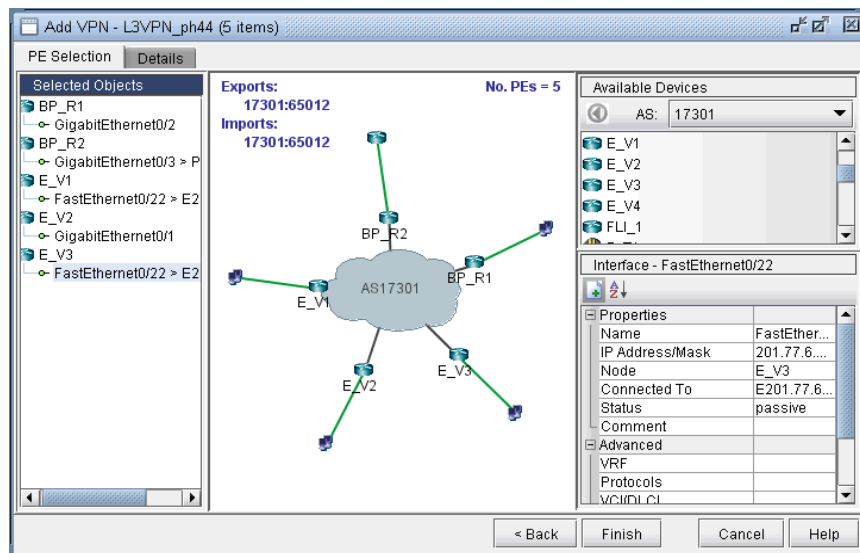 Add VPN - L3VPN_ph44 (5 items)
PE Selection
Details
Selected Objects
BP_R1
GigabitEthernet0/2
BP_R2
GigabitEthernet0/3 > P
E_V1
FastEthernet0/22 > E2
E_V2
GigabitEthernet0/1
E_V3
FastEthernet0/22 > E2
Exports:
17301:65012
Imports:
17301:65012
No. PEs = 5
BP_R2
BP_R1
AS17301
E_V1
E_V2
E_V3
Available Devices
AS: 17301
E_V1
E_V2
E_V3
E_V4
FLI_1
Interface - FastEthernet0/22
Properties
Name FastEther...
IP Address/Mask 201.77.6....
Node E_V3
Connected To E201.77.6...
Status passive
Comment
Advanced
VRF
Protocols
VCI/DLCI
< Back
Finish
Cancel
Help